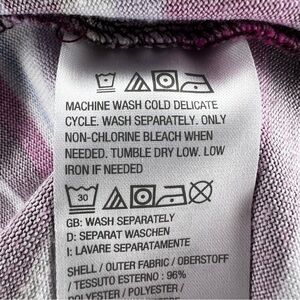 MACHINE WASH COLD DELICATE
CYCLE. WASH SEPARATELY. ONLY
NON-CHLORINE BLEACH WHEN
NEEDED. TUMBLE DRY LOW. LOW
IRON IF NEEDED
30
GB: WASH SEPARATELY
D: SEPARAT WASCHEN
I: LAVARE SEPARATAMENTE
SHELL / OUTER FABRIC / OBERSTOFF
/ TESSUTO ESTERNO : 96%
POLYESTER / POLYESTER /